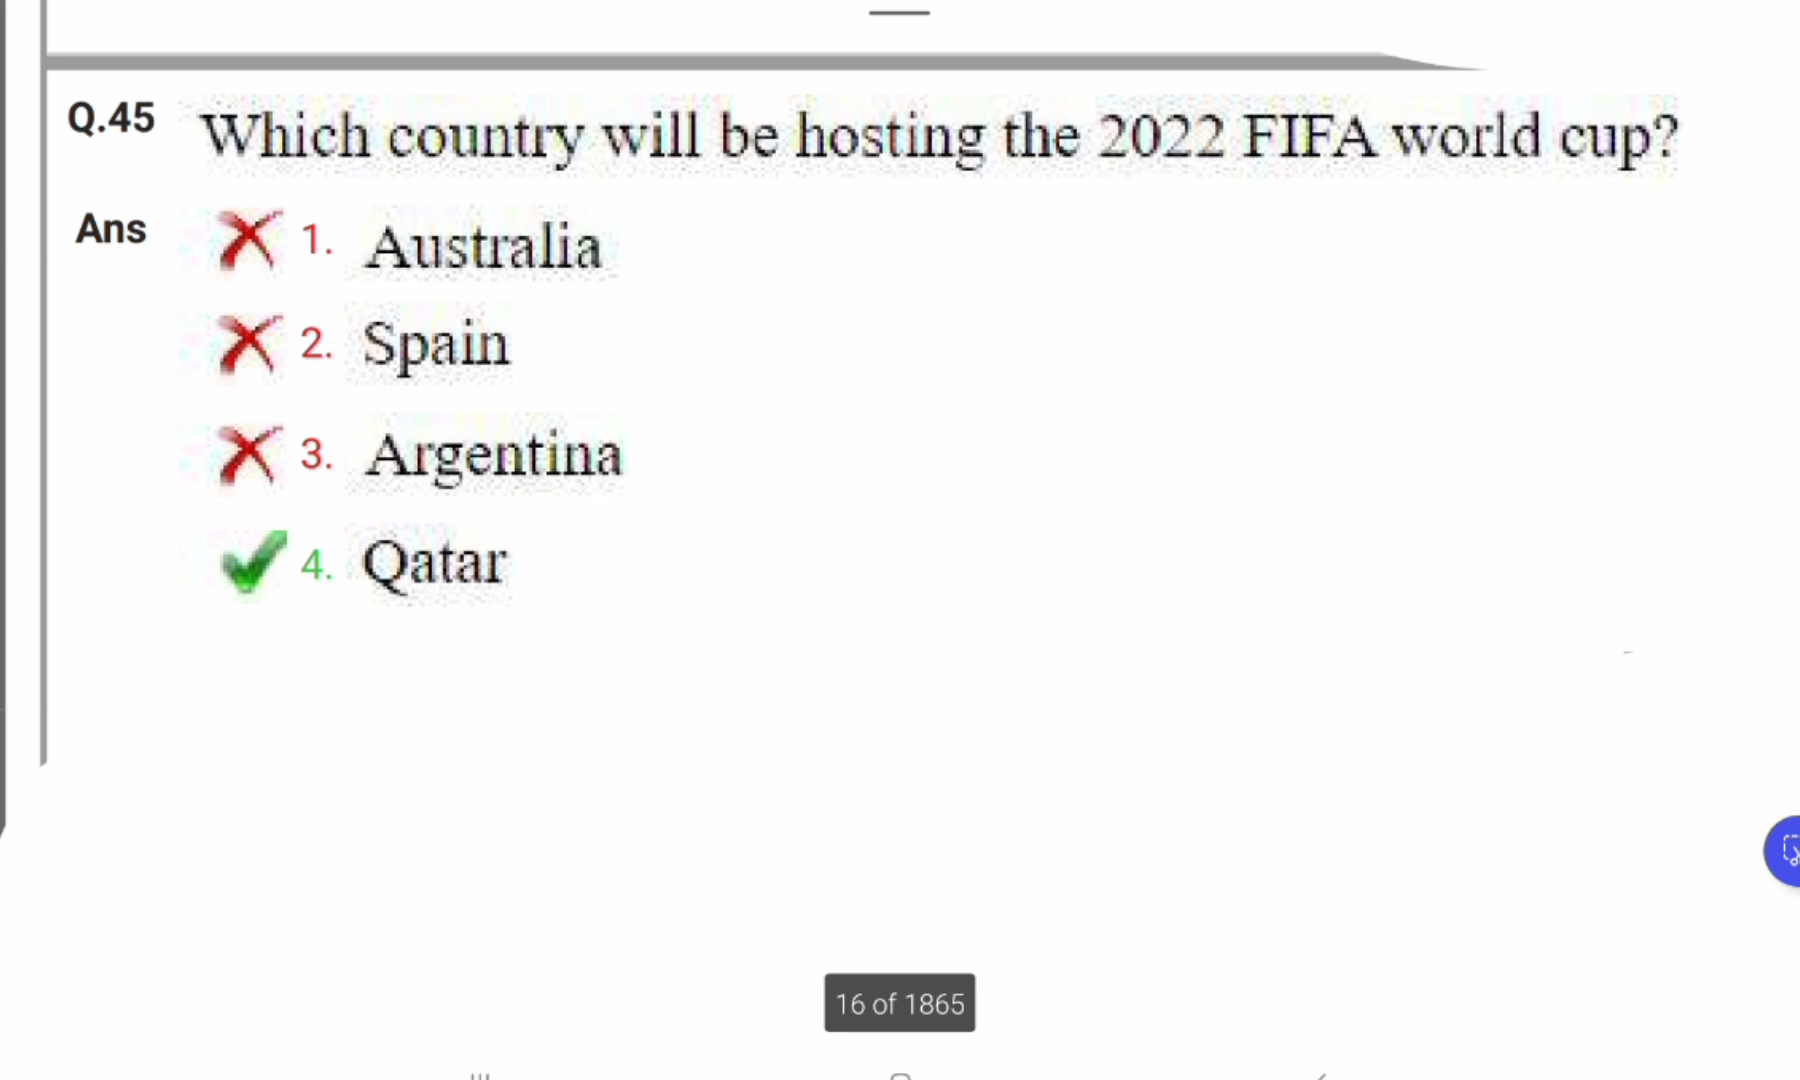 Q.45 Which country will be hosting the 2022 FIFA world cup?
Ans 1. Australia
2. Spain
3. Argentina
4. Qatar
16 of 1865